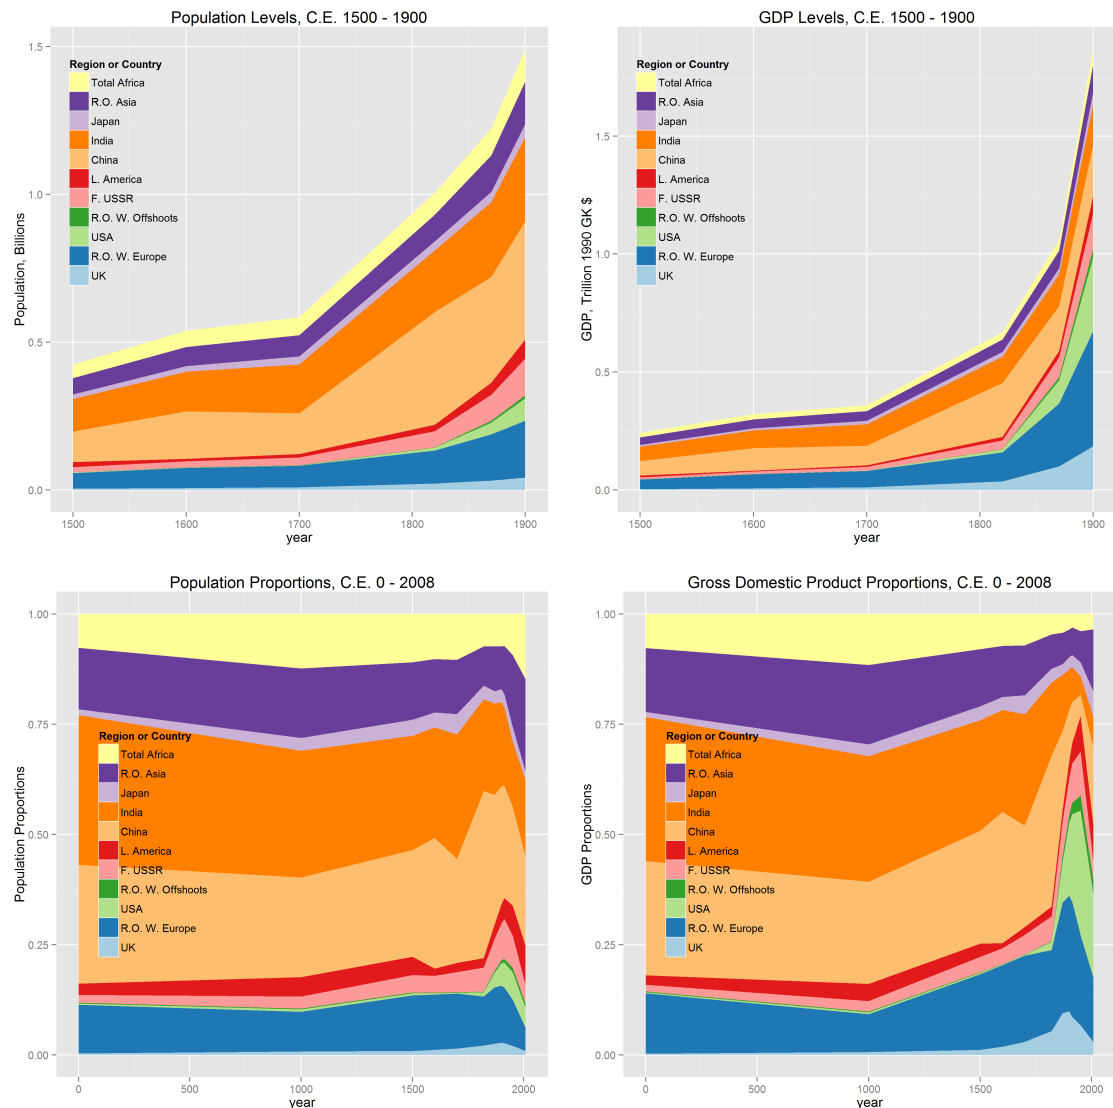 Population Levels, C.E. 1500 - 1900
Population, Billions
1.5
1.0
0.5
0.0
Region or Country
Total Africa
R.O. Asia
Japan
India
China
L. America
F. USSR
R.O. W. Offshoots
USA
R.O. W. Europe
UK
1500 1600 1700 1800 1900
year
GDP Levels, C.E. 1500 - 1900
GDP, Trillion 1990 GK $
1.5
1.0
0.5
0.0
Region or Country
Total Africa
R.O. Asia
Japan
India
China
L. America
F. USSR
R.O. W. Offshoots
USA
R.O. W. Europe
UK
1500 1600 1700 1800 1900
year
Population Proportions, C.E. 0 - 2008
Population Proportions
1.00
0.75
0.50
0.25
0.00
Region or Country
Total Africa
R.O. Asia
Japan
India
China
L. America
F. USSR
R.O. W. Offshoots
USA
R.O. W. Europe
UK
0 500 1000 1500 2000
year
Gross Domestic Product Proportions, C.E. 0 - 2008
GDP Proportions
1.00
0.75
0.50
0.25
0.00
Region or Country
Total Africa
R.O. Asia
Japan
India
China
L. America
F. USSR
R.O. W. Offshoots
USA
R.O. W. Europe
UK
0 500 1000 1500 2000
year